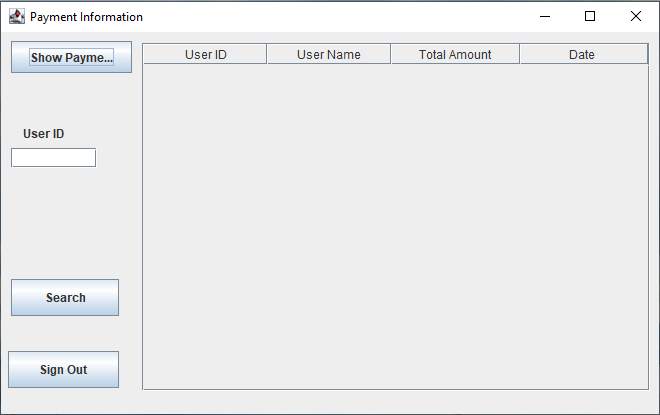 Payment Information
Show Payme...
User ID
User Name
Total Amount
Date
User ID
Search
Sign Out